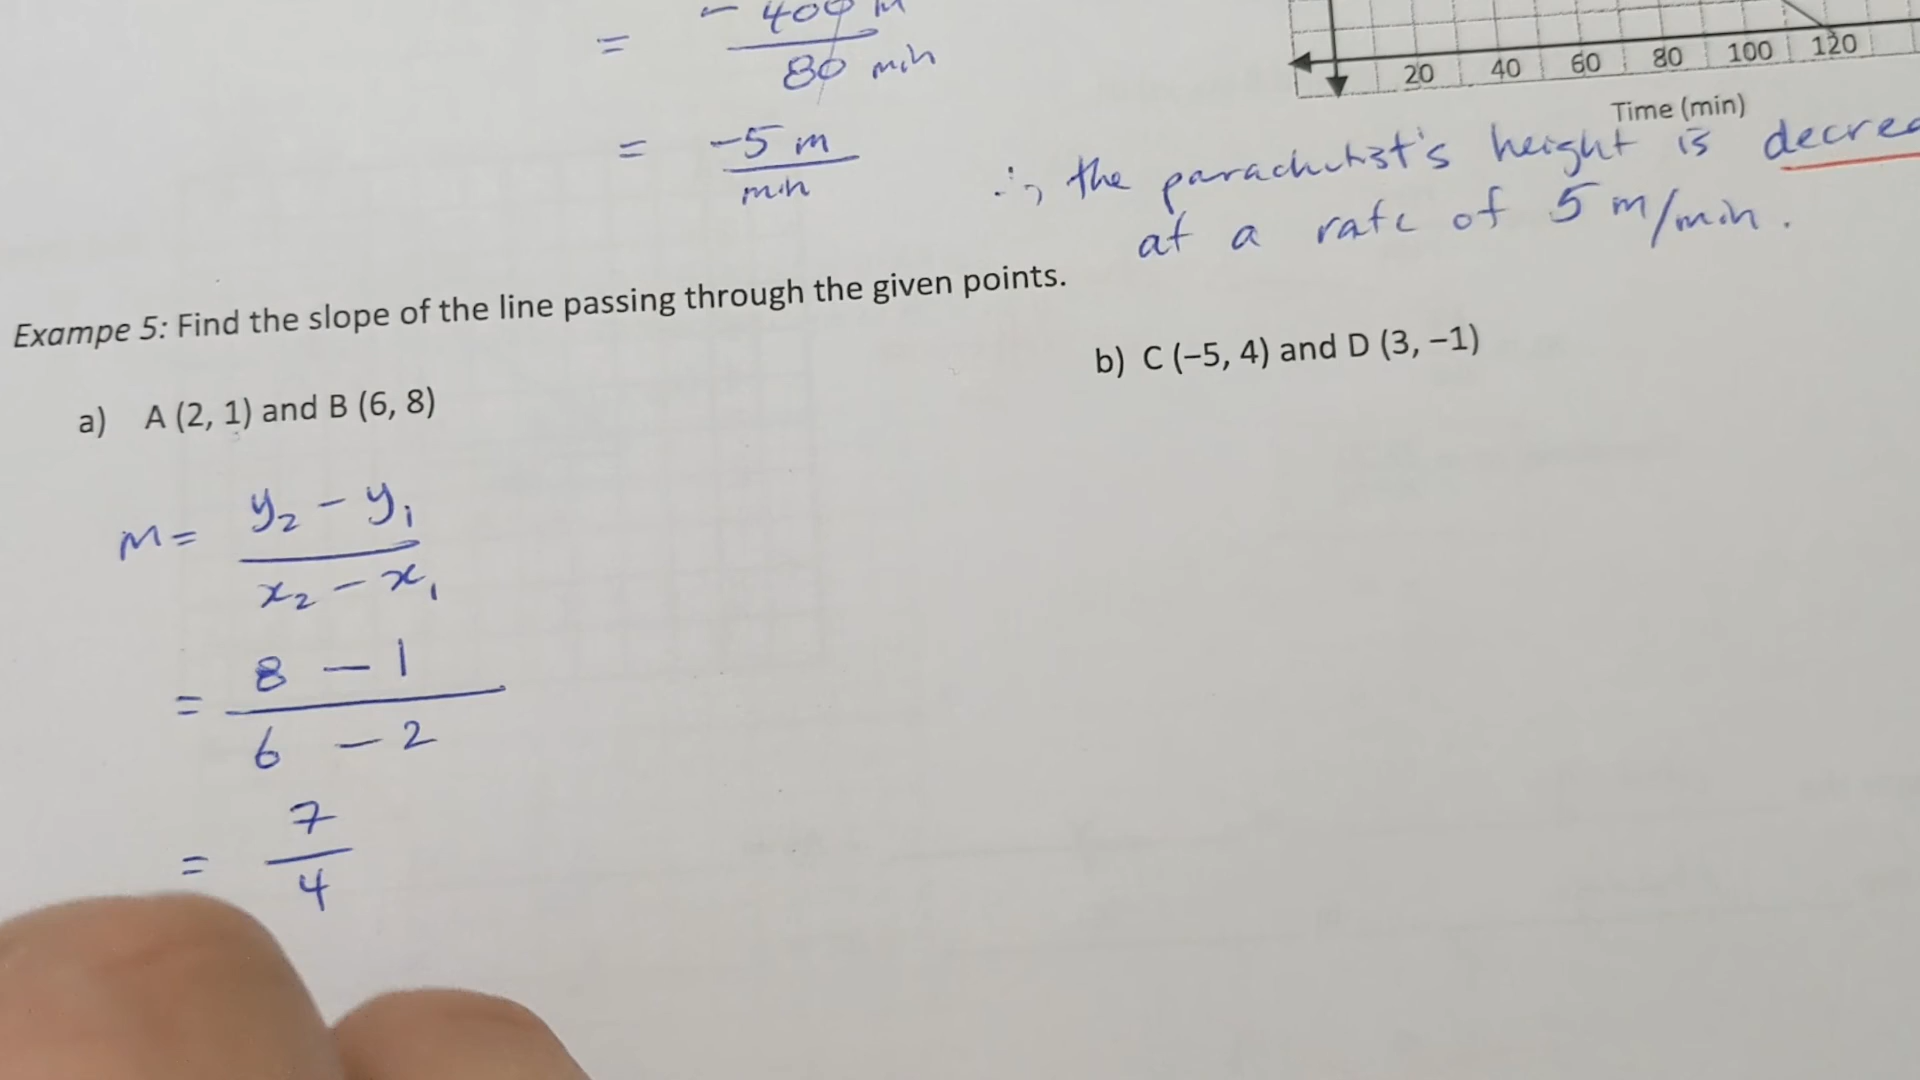 = − 400 m
80 min
= −5 m
min
20 40 60 80 100 120
Time (min)
∴, the parachutist's height is
at a rate of 5 m/min.
Exampe 5: Find the slope of the line passing through the given points.
a) A (2, 1) and B (6, 8)
b) C (−5, 4) and D (3, −1)
m = y₂ − y₁
x₂ − x₁
= 8 − 1
6 − 2
= 7
4